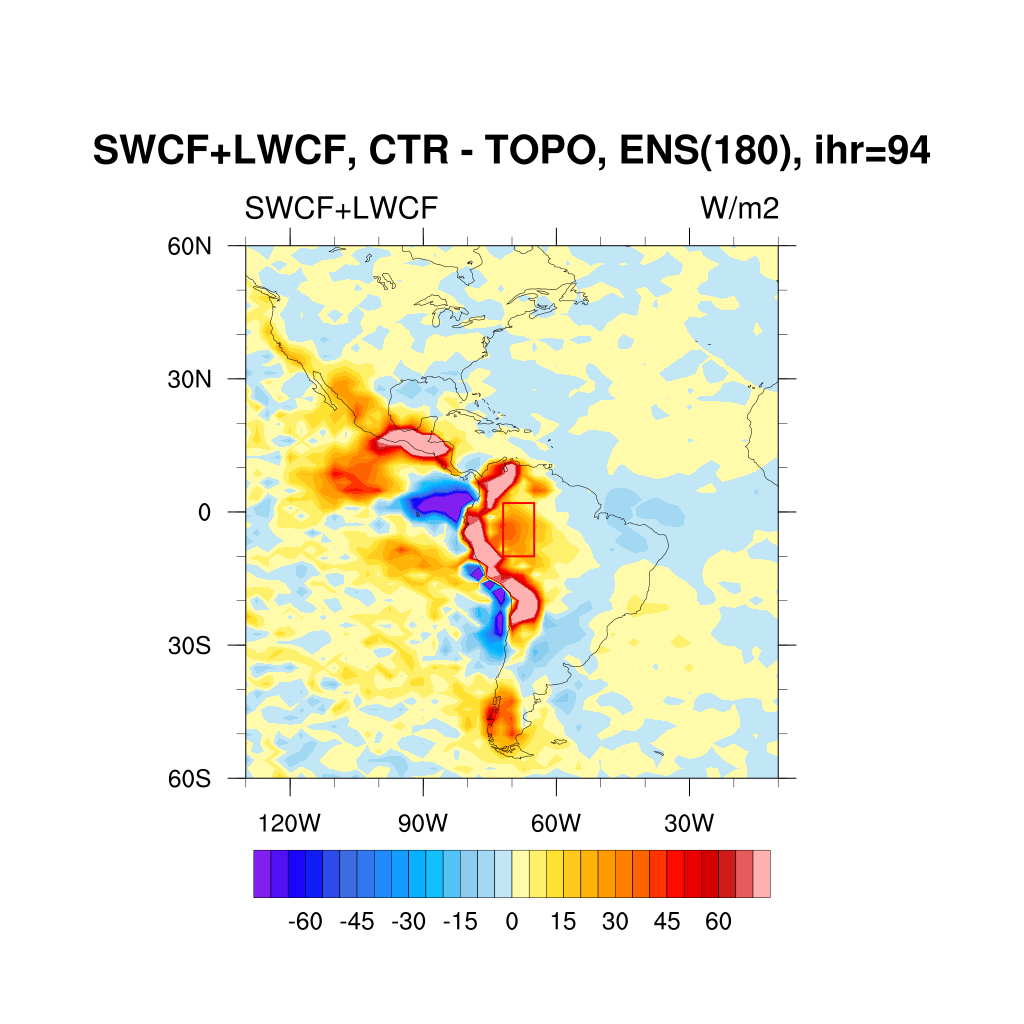 SWCF+LWCF, CTR - TOPO, ENS(180), ihr=94
SWCF+LWCF W/m2
60N
30N
0
30S
60S
120W 90W 60W 30W
-60 -45 -30 -15 0 15 30 45 60